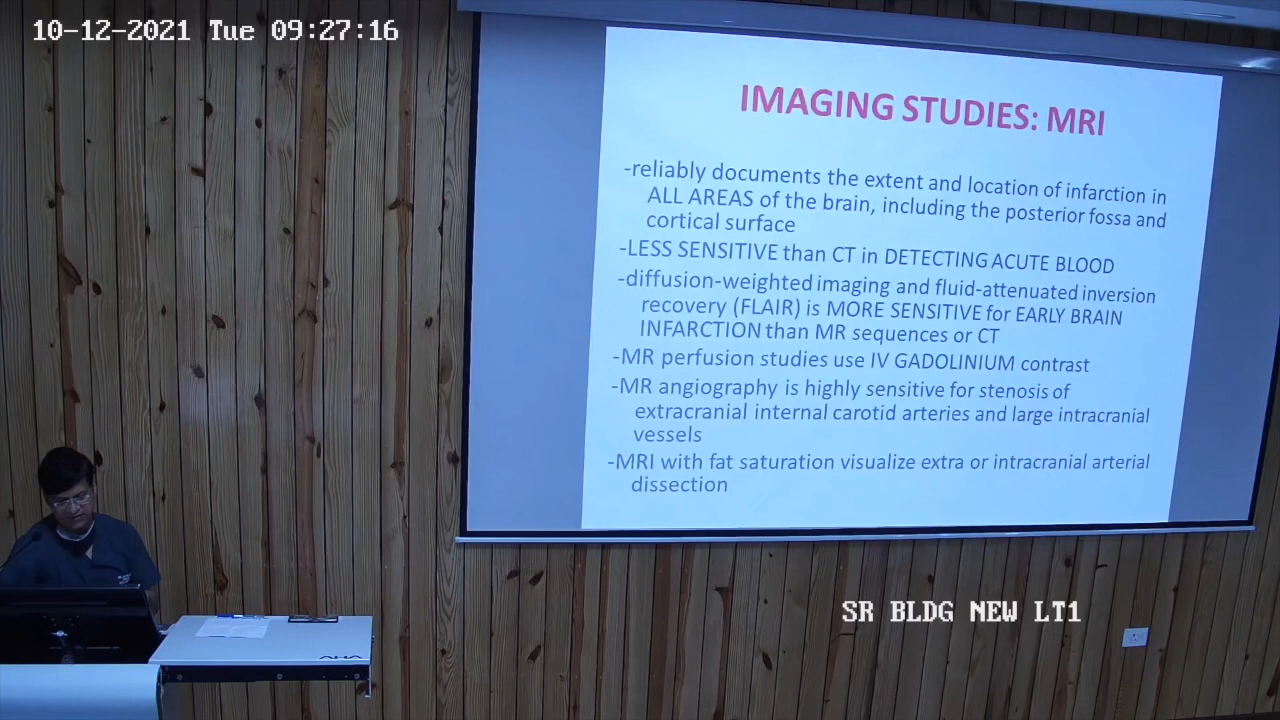 10-12-2021 Tue 09:27:16
IMAGING STUDIES: MRI
-reliably documents the extent and location of infarction in
ALL AREAS of the brain, including the posterior fossa and
cortical surface
-LESS SENSITIVE than CT in DETECTING ACUTE BLOOD
-diffusion-weighted imaging and fluid-attenuated inversion
recovery (FLAIR) is MORE SENSITIVE for EARLY BRAIN
INFARCTION than MR sequences or CT
-MR perfusion studies use IV GADOLINIUM contrast
-MR angiography is highly sensitive for stenosis of
extracranial internal carotid arteries and large intracranial
vessels
-MRI with fat saturation visualize extra or intracranial arterial
dissection
SR BLDG NEW LT1
AHA